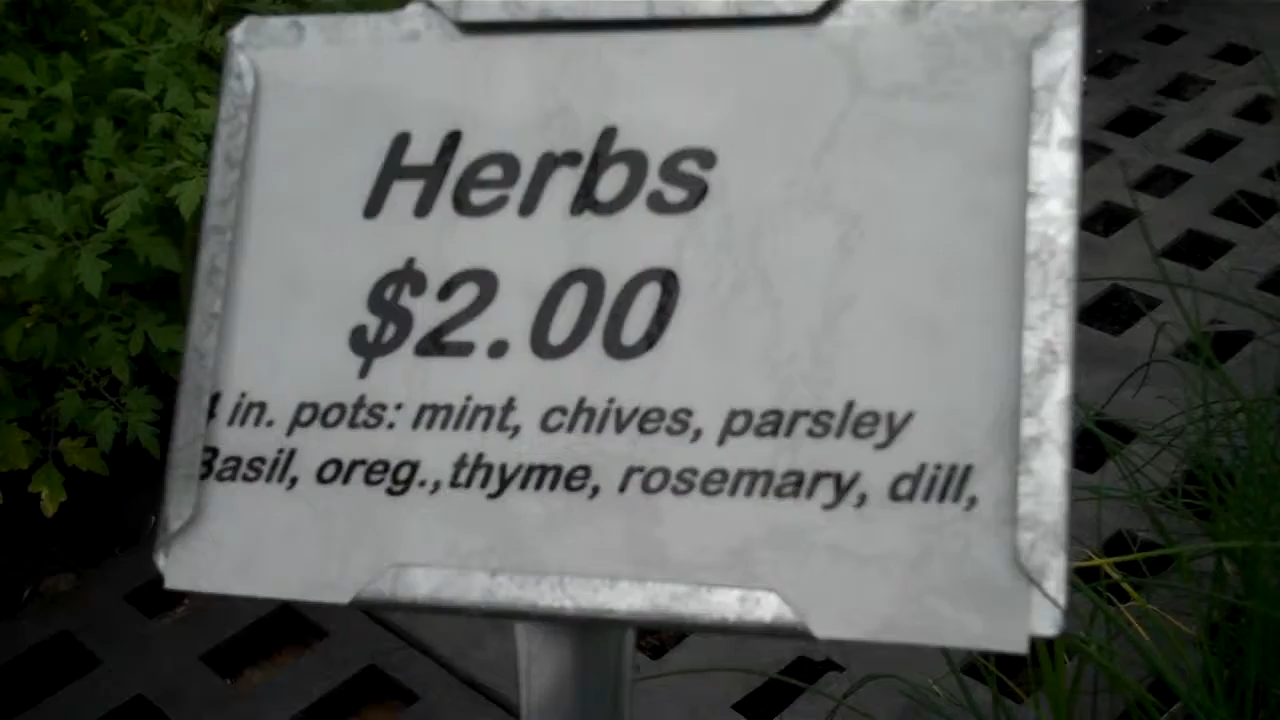 Herbs
$2.00
4 in. pots: mint, chives, parsley
Basil, oreg.,thyme, rosemary, dill,